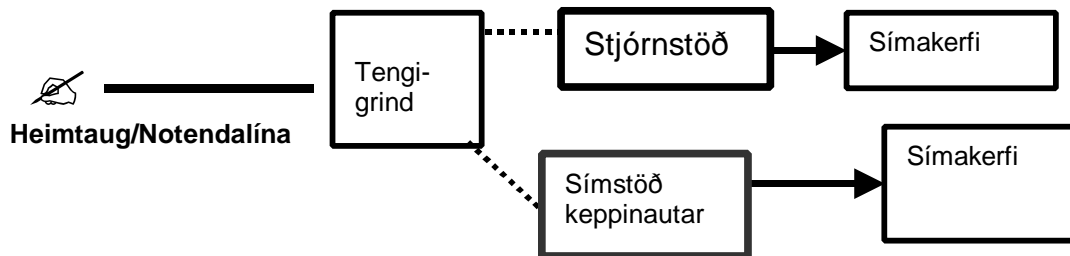 Heimtaug/Notendalína
Tengi-
grind
Stjórnstöð
Símakerfi
Símstöð
keppinautar
Símakerfi